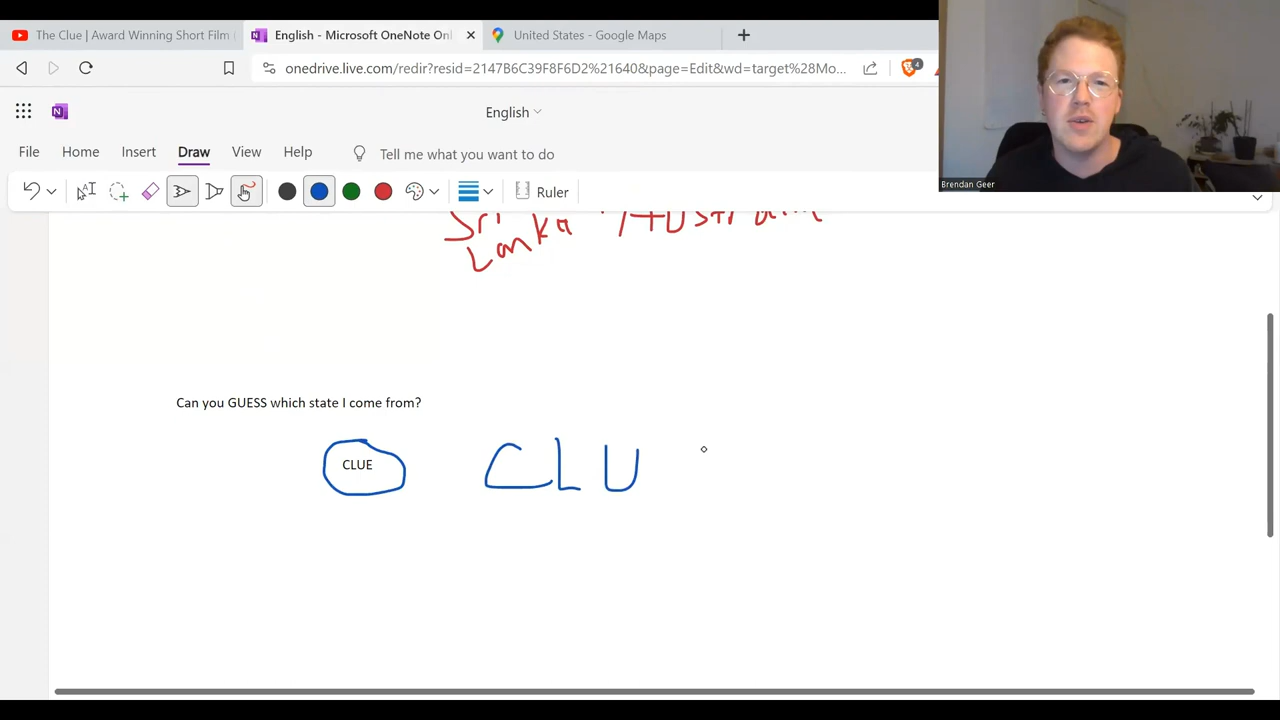 The Clue | Award Winning Short Film
English - Microsoft OneNote Onl
United States - Google Maps
onedrive.live.com/redir?resid=2147B6C39F8F6D2%21640&page=Edit&wd=target%28Mo...
4
English
File
Home
Insert
Draw
View
Help
Tell me what you want to do
Ruler
Brendan Geer
Sri
Lanka
Can you GUESS which state I come from?
CLUE
CLU